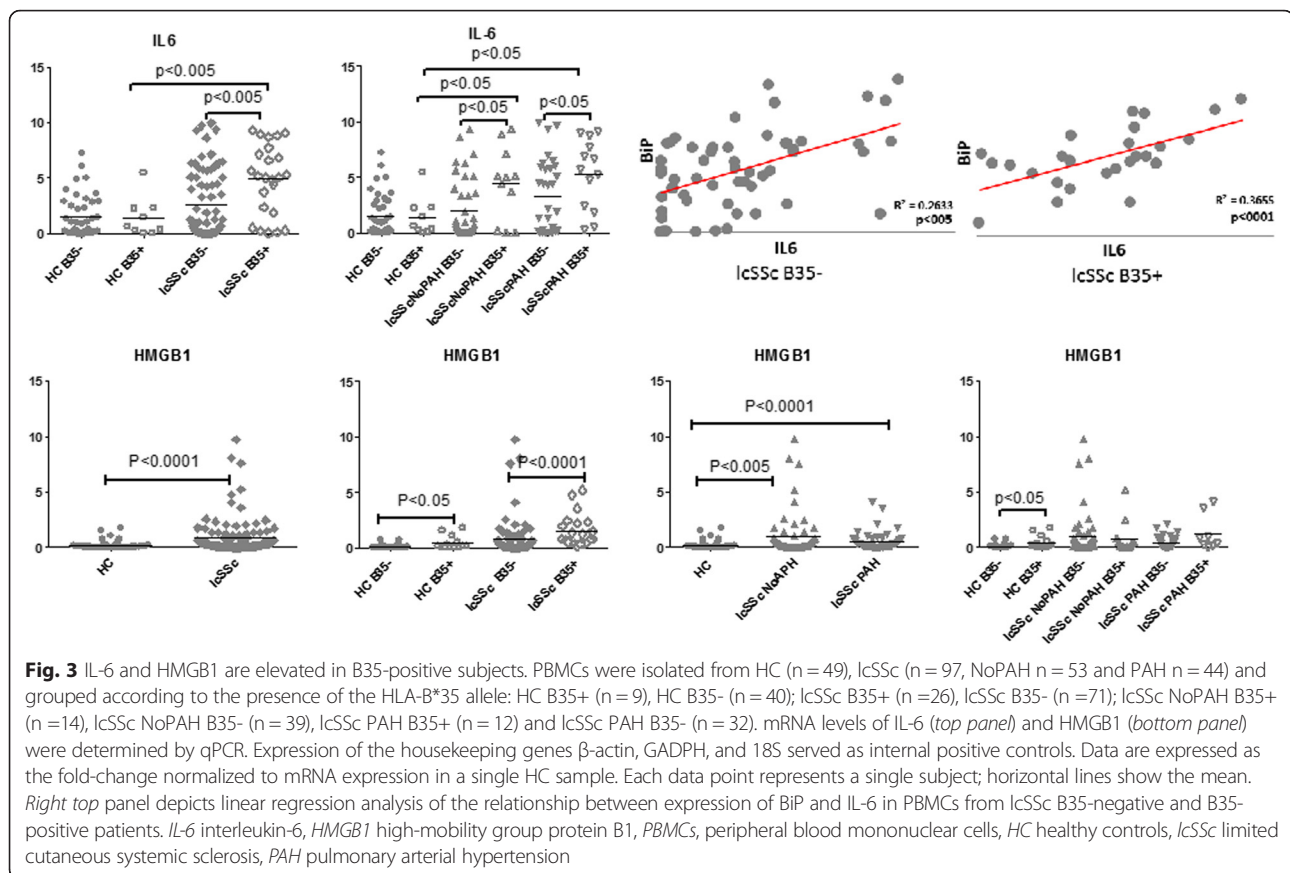 IL6
15
10
5
0
p<0.005
p<0.005
HC B35-
HC B35+
lcSSc B35-
lcSSc B35+
IL-6
15
10
5
0
p<0.05
p<0.05
p<0.05
p<0.05
HC B35-
HC B35+
lcSScNoPAH B35-
lcSScNoPAH B35+
lcSScPAH B35-
lcSScPAH B35+
BiP
R² = 0.2633
p<005
IL6
lcSSc B35-
BiP
R² = 0.3655
p<0001
IL6
lcSSc B35+
HMGB1
15
10
5
0
P<0.0001
HC
lcSSc
HMGB1
15
10
5
0
P<0.05
P<0.0001
HC B35-
HC B35+
lcSSc B35-
lcSSc B35+
HMGB1
15
10
5
0
P<0.0001
P<0.005
HC
lcSSc NoAPH
lcSSc PAH
HMGB1
15
10
5
0
p<0.05
HC B35-
HC B35+
lcSSc NoPAH B35-
lcSSc NoPAH B35+
lcSSc PAH B35-
lcSSc PAH B35+
Fig. 3 IL-6 and HMGB1 are elevated in B35-positive subjects. PBMCs were isolated from HC (n = 49), lcSSc (n = 97, NoPAH n = 53 and PAH n = 44) and
grouped according to the presence of the HLA-B*35 allele: HC B35+ (n = 9), HC B35- (n = 40); lcSSc B35+ (n =26), lcSSc B35- (n =71); lcSSc NoPAH B35+
(n =14), lcSSc NoPAH B35- (n = 39), lcSSc PAH B35+ (n = 12) and lcSSc PAH B35- (n = 32). mRNA levels of IL-6 (top panel) and HMGB1 (bottom panel)
were determined by qPCR. Expression of the housekeeping genes β-actin, GADPH, and 18S served as internal positive controls. Data are expressed as
the fold-change normalized to mRNA expression in a single HC sample. Each data point represents a single subject; horizontal lines show the mean.
Right top panel depicts linear regression analysis of the relationship between expression of BiP and IL-6 in PBMCs from lcSSc B35-negative and B35-
positive patients. IL-6 interleukin-6, HMGB1 high-mobility group protein B1, PBMCs, peripheral blood mononuclear cells, HC healthy controls, lcSSc limited
cutaneous systemic sclerosis, PAH pulmonary arterial hypertension